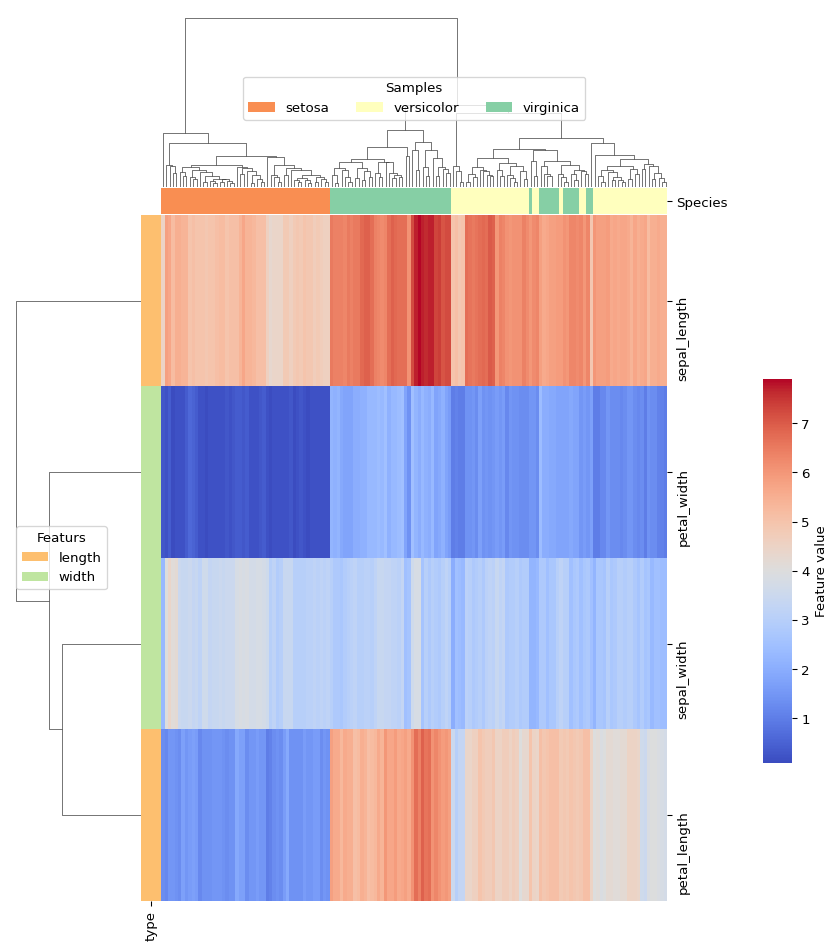 Samples
setosa versicolor virginica
Species
sepal_length
petal_width
sepal_width
petal_length
Featurs
length
width
type
7
6
5
4
3
2
1
Feature value